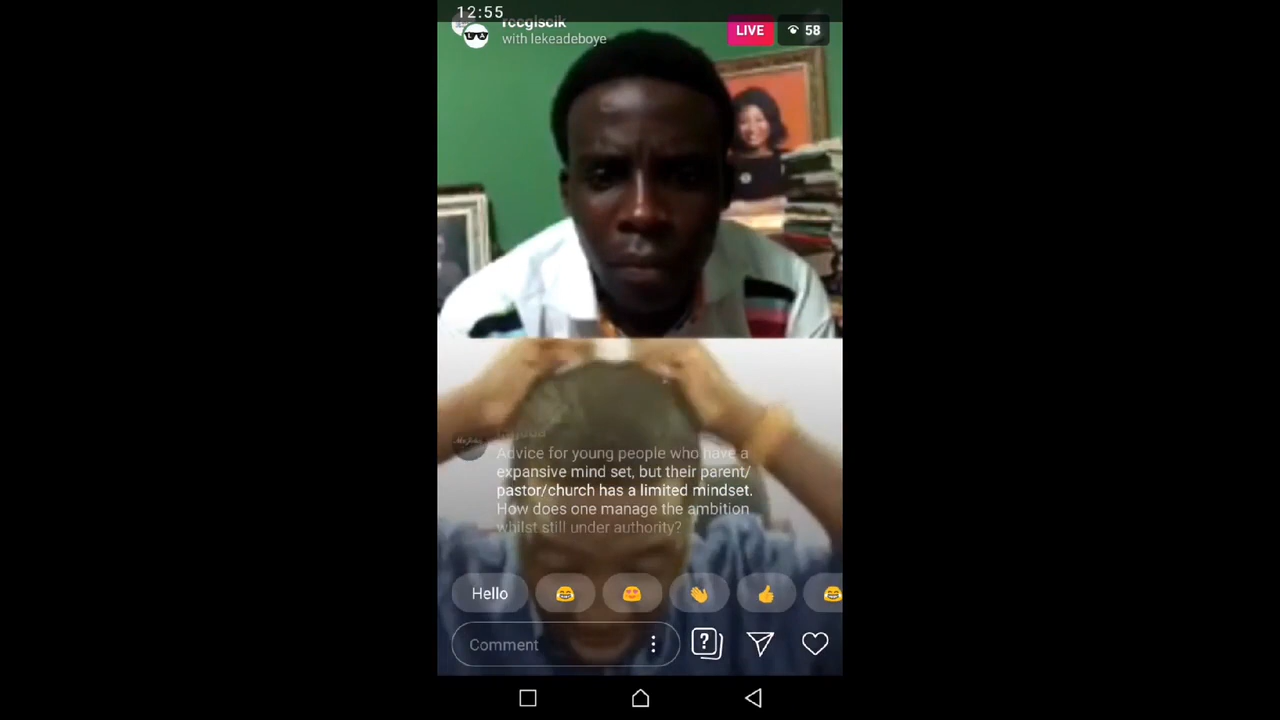 12:55
rccgiscik
with lekeadeboye
LIVE
58
Advice for young people who have a
expansive mind set, but their parent/
pastor/church has a limited mindset.
How does one manage the ambition
whilst still under authority?
Hello
Comment